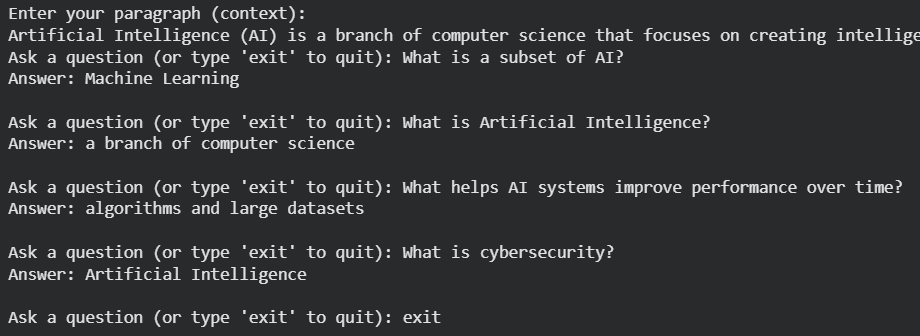 Enter your paragraph (context):
Artificial Intelligence (AI) is a branch of computer science that focuses on creating intellige
Ask a question (or type 'exit' to quit): What is a subset of AI?
Answer: Machine Learning
Ask a question (or type 'exit' to quit): What is Artificial Intelligence?
Answer: a branch of computer science
Ask a question (or type 'exit' to quit): What helps AI systems improve performance over time?
Answer: algorithms and large datasets
Ask a question (or type 'exit' to quit): What is cybersecurity?
Answer: Artificial Intelligence
Ask a question (or type 'exit' to quit): exit